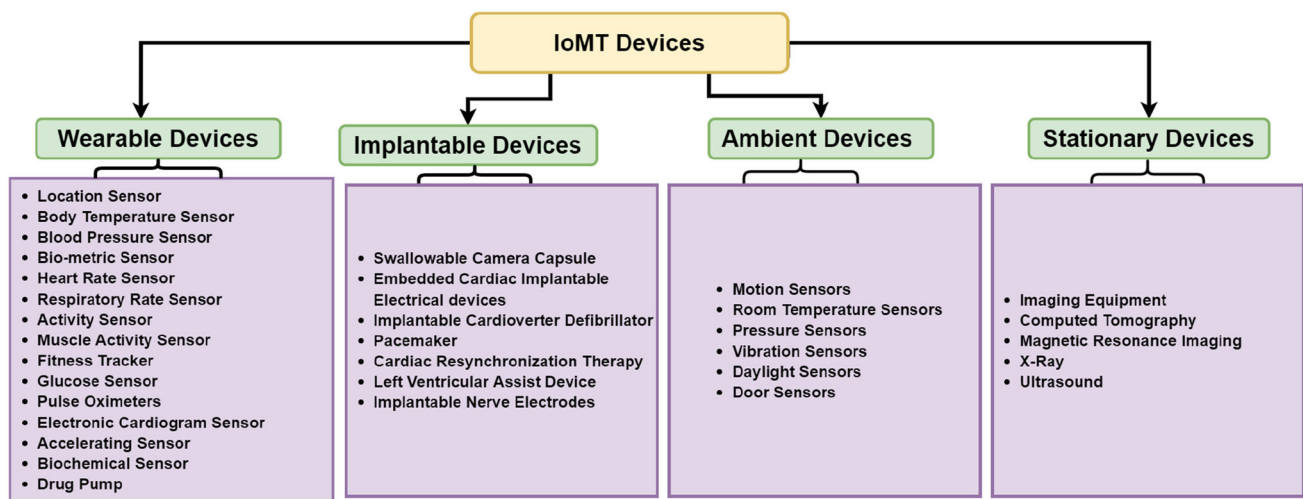 IoMT Devices
Wearable Devices
• Location Sensor
• Body Temperature Sensor
• Blood Pressure Sensor
• Bio-metric Sensor
• Heart Rate Sensor
• Respiratory Rate Sensor
• Activity Sensor
• Muscle Activity Sensor
• Fitness Tracker
• Glucose Sensor
• Pulse Oximeters
• Electronic Cardiogram Sensor
• Accelerating Sensor
• Biochemical Sensor
• Drug Pump
Implantable Devices
• Swallowable Camera Capsule
• Embedded Cardiac Implantable
Electrical devices
• Implantable Cardioverter Defibrillator
• Pacemaker
• Cardiac Resynchronization Therapy
• Left Ventricular Assist Device
• Implantable Nerve Electrodes
Ambient Devices
• Motion Sensors
• Room Temperature Sensors
• Pressure Sensors
• Vibration Sensors
• Daylight Sensors
• Door Sensors
Stationary Devices
• Imaging Equipment
• Computed Tomography
• Magnetic Resonance Imaging
• X-Ray
• Ultrasound